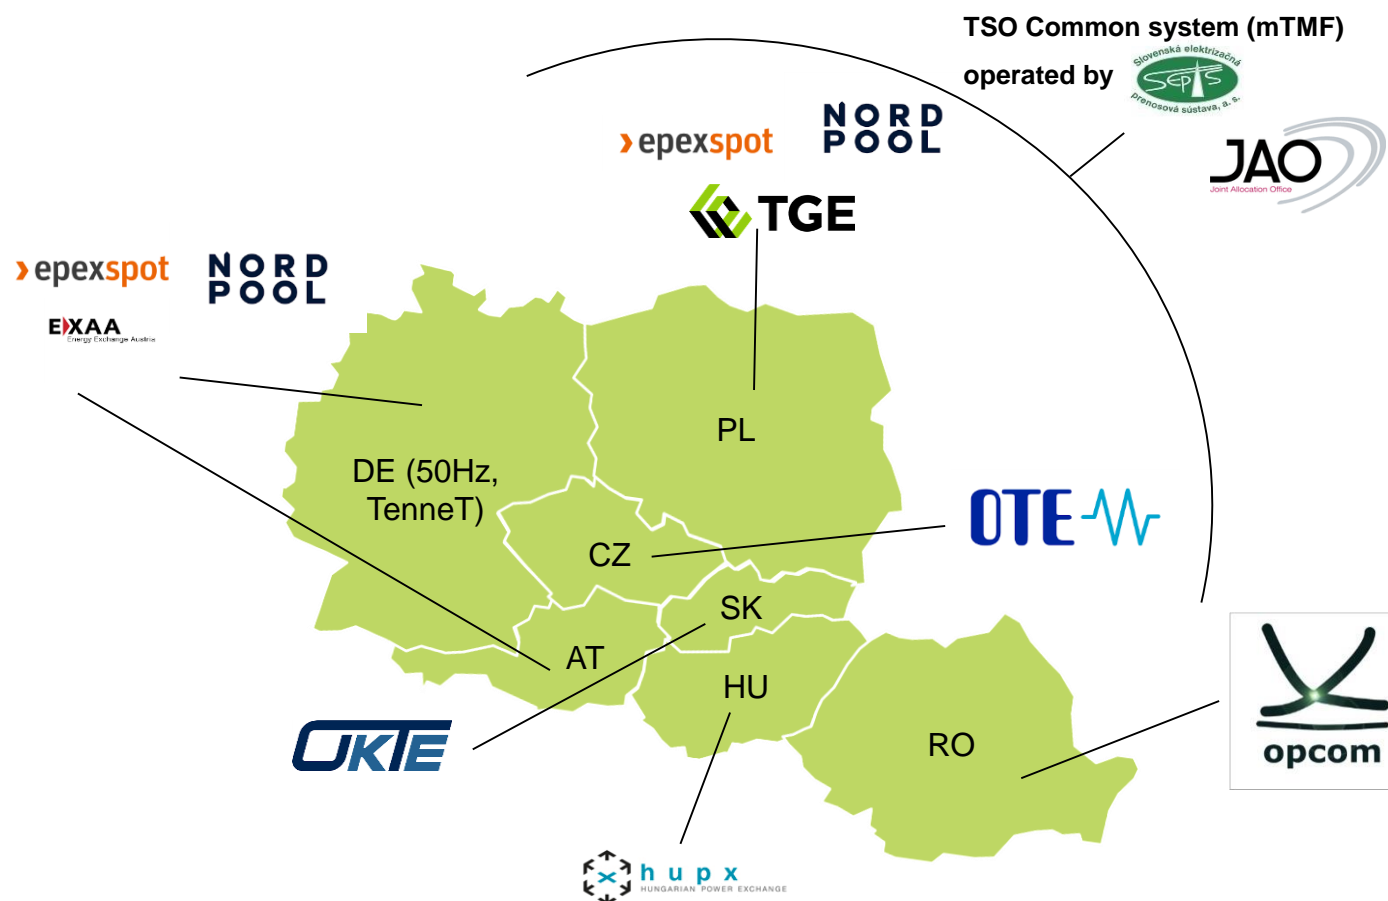 TSO Common system (mTMF)
operated by
Slovenská elektrizačná
SEPS
prenosová sústava, a. s.
epexspot
NORD
POOL
JAO
Joint Allocation Office
TGE
epexspot
NORD
POOL
EXAA
Energy Exchange Austria
PL
DE (50Hz,
TenneT)
OTE
CZ
SK
AT
HU
OKTE
RO
opcom
hupx
HUNGARIAN POWER EXCHANGE